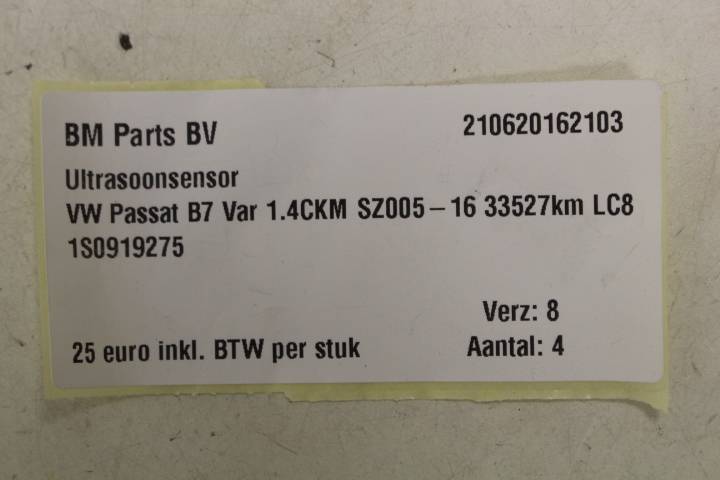 BM Parts BV 210620162103
Ultrasoonsensor
VW Passat B7 Var 1.4CKM SZ005-16 33527km LC8
1S0919275
Verz: 8
25 euro inkl. BTW per stuk Aantal: 4